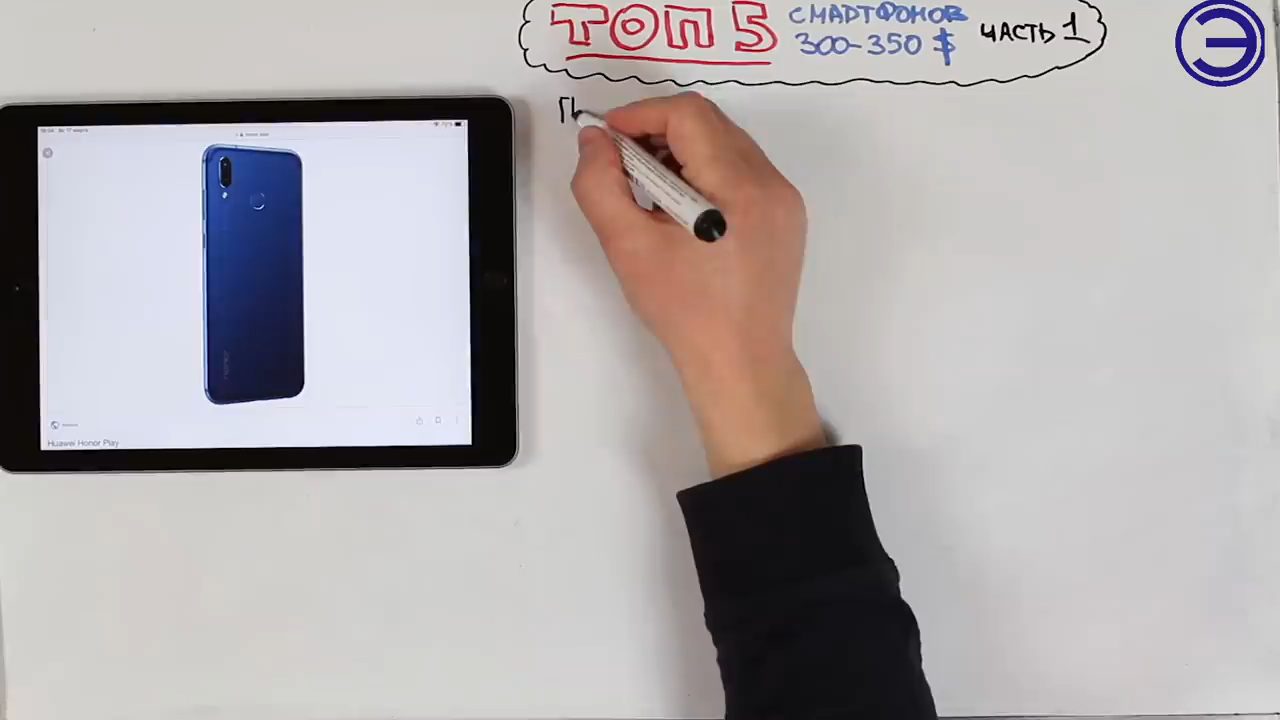 ТОП 5
СМАРТФОНОВ
300-350 $
ЧАСТЬ 1
Э
Huawei Honor Play